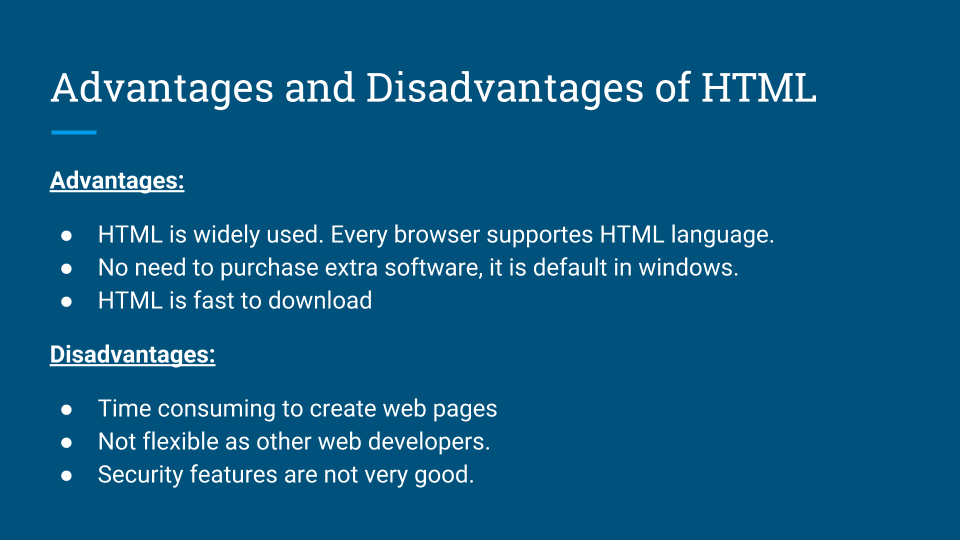 Advantages and Disadvantages of HTML
Advantages:
● HTML is widely used. Every browser supportes HTML language.
● No need to purchase extra software, it is default in windows.
● HTML is fast to download
Disadvantages:
● Time consuming to create web pages
● Not flexible as other web developers.
● Security features are not very good.